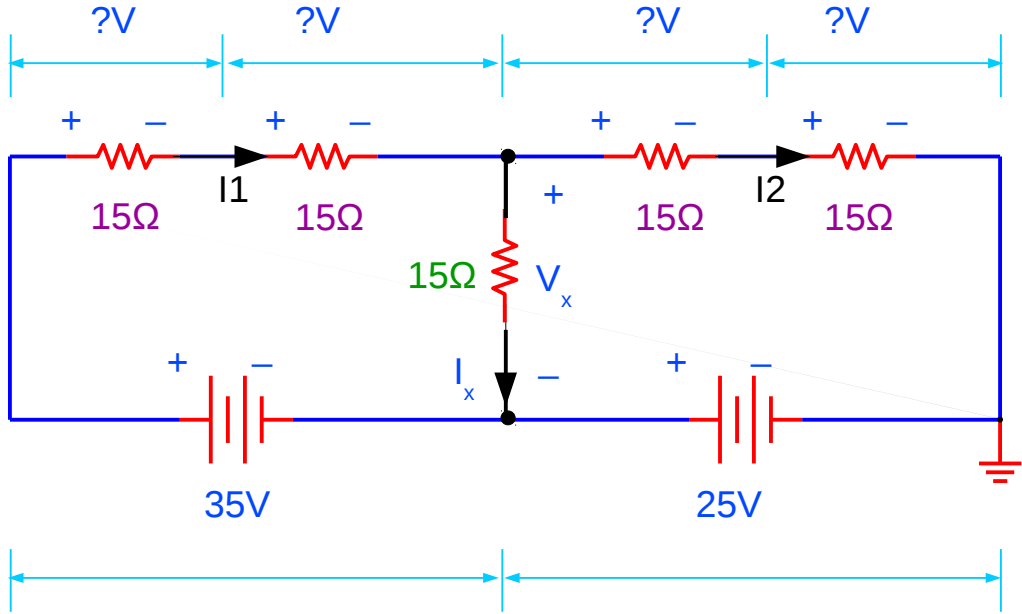 ?V ?V ?V ?V
+ – + – + – + –
I1 I2
15Ω 15Ω 15Ω 15Ω
+
15Ω Vx
+ – Ix – + –
35V 25V